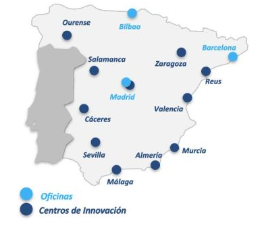 Bilbao
Ourense
Barcelona
Salamanca
Zaragoza
Reus
Madrid
Valencia
Cáceres
Sevilla
Almería
Murcia
Málaga
Oficinas
Centros de Innovación